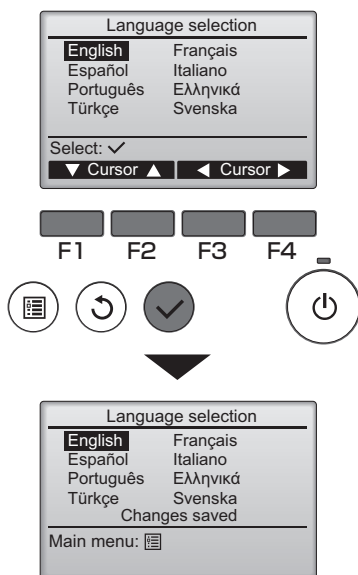 Language selection
English Français
Español Italiano
Português Ελληνικά
Türkçe Svenska
Select: ✓
▼ Cursor ▲ ◀ Cursor ▶
F1 F2 F3 F4
Language selection
English Français
Español Italiano
Português Ελληνικά
Türkçe Svenska
Changes saved
Main menu: